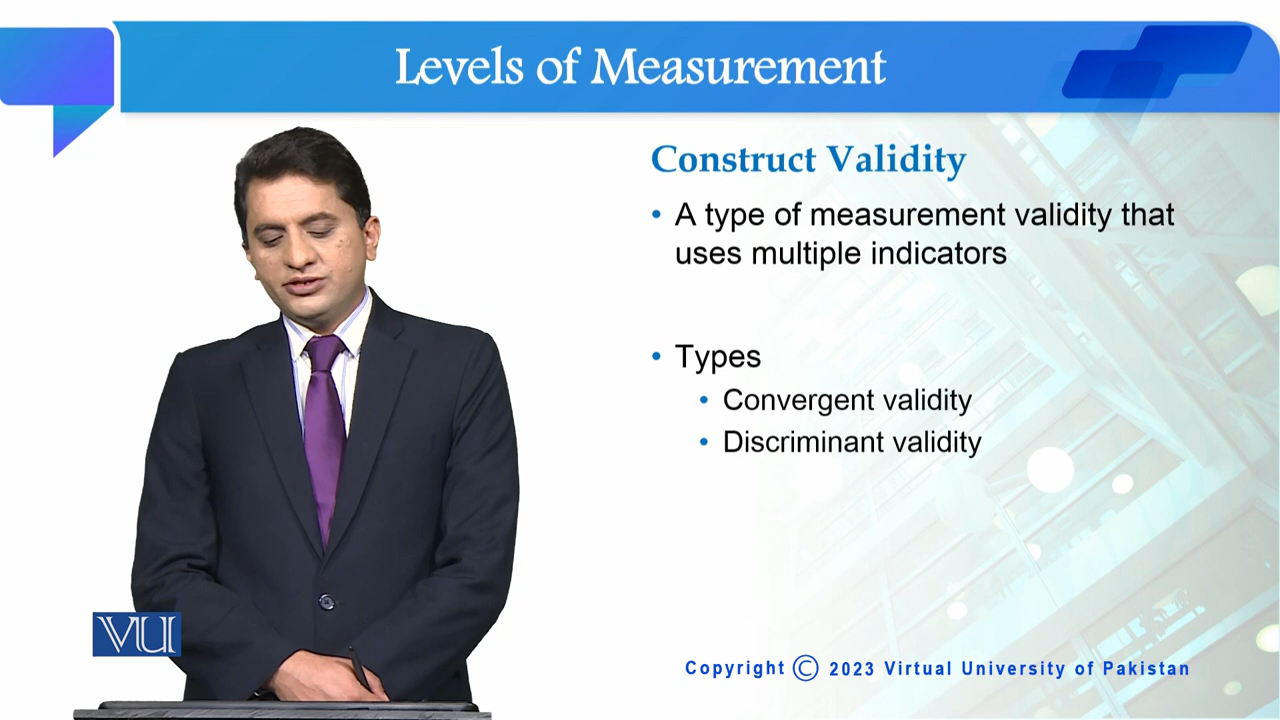 Levels of Measurement
Construct Validity
• A type of measurement validity that
uses multiple indicators
• Types
• Convergent validity
• Discriminant validity
VU
Copyright © 2023 Virtual University of Pakistan